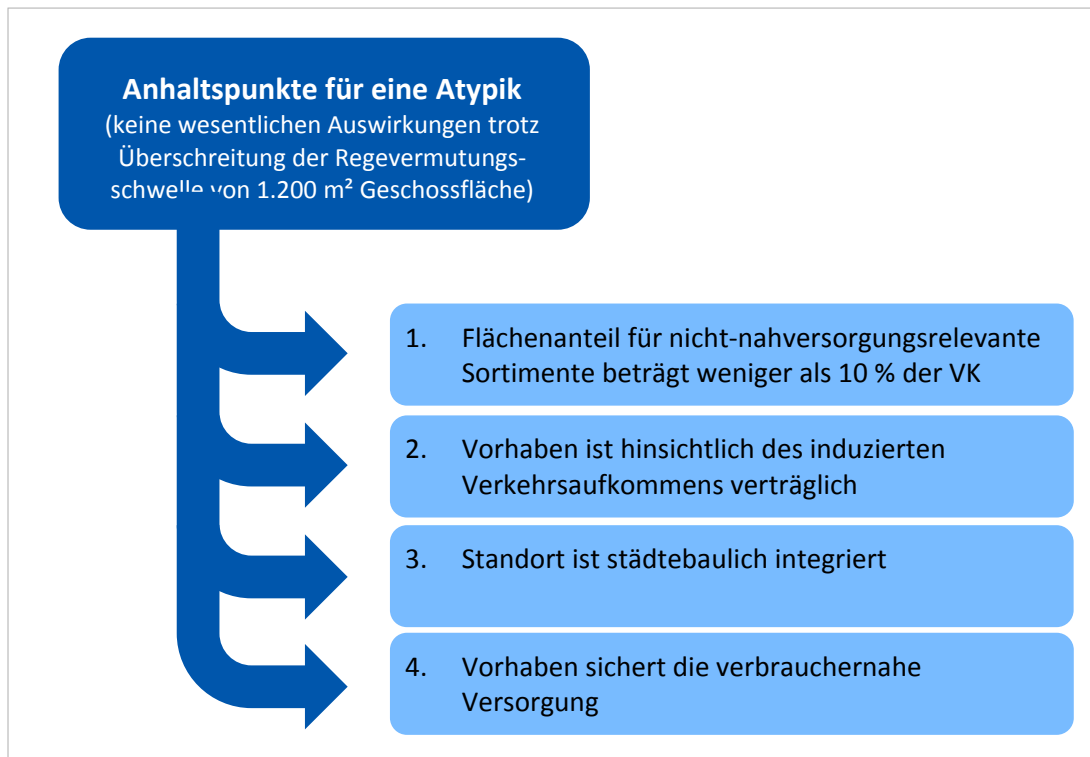 Anhaltspunkte für eine Atypik
(keine wesentlichen Auswirkungen trotz
Überschreitung der Regevermutungs-
schwelle von 1.200 m² Geschossfläche)
1. Flächenanteil für nicht-nahversorgungsrelevante
Sortimente beträgt weniger als 10 % der VK
2. Vorhaben ist hinsichtlich des induzierten
Verkehrsaufkommens verträglich
3. Standort ist städtebaulich integriert
4. Vorhaben sichert die verbrauchernahe
Versorgung